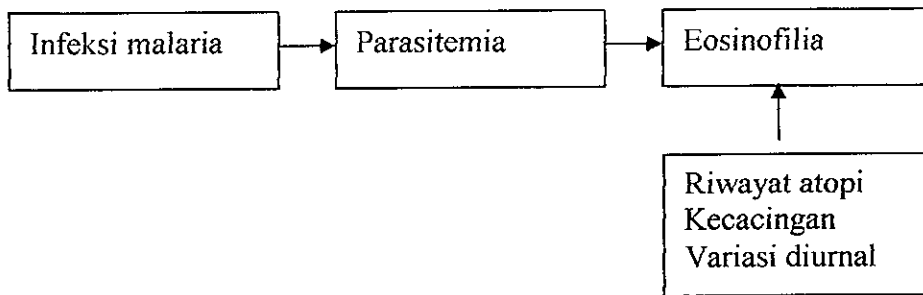 Infeksi malaria
Parasitemia
Eosinofilia
Riwayat atopi
Kecacingan
Variasi diurnal